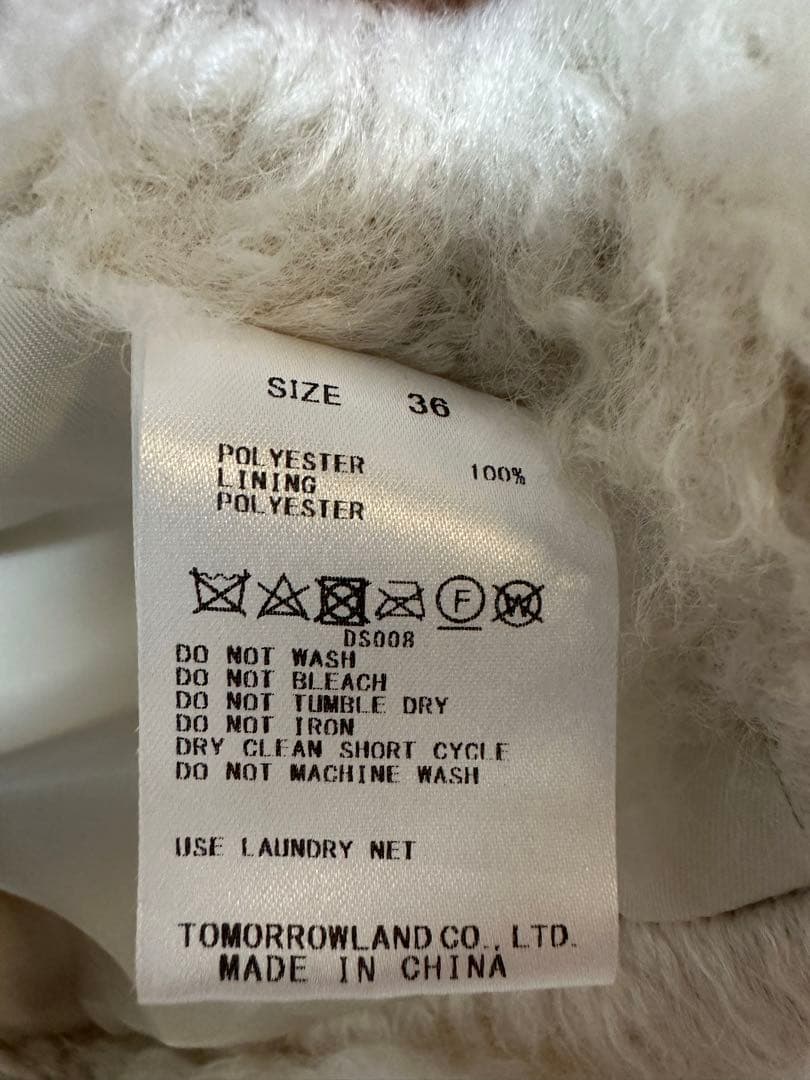 SIZE 36
POLYESTER 100%
LINING
POLYESTER
F W
DS008
DO NOT WASH
DO NOT BLEACH
DO NOT TUMBLE DRY
DO NOT IRON
DRY CLEAN SHORT CYCLE
DO NOT MACHINE WASH
USE LAUNDRY NET
TOMORROWLAND CO., LTD.
MADE IN CHINA